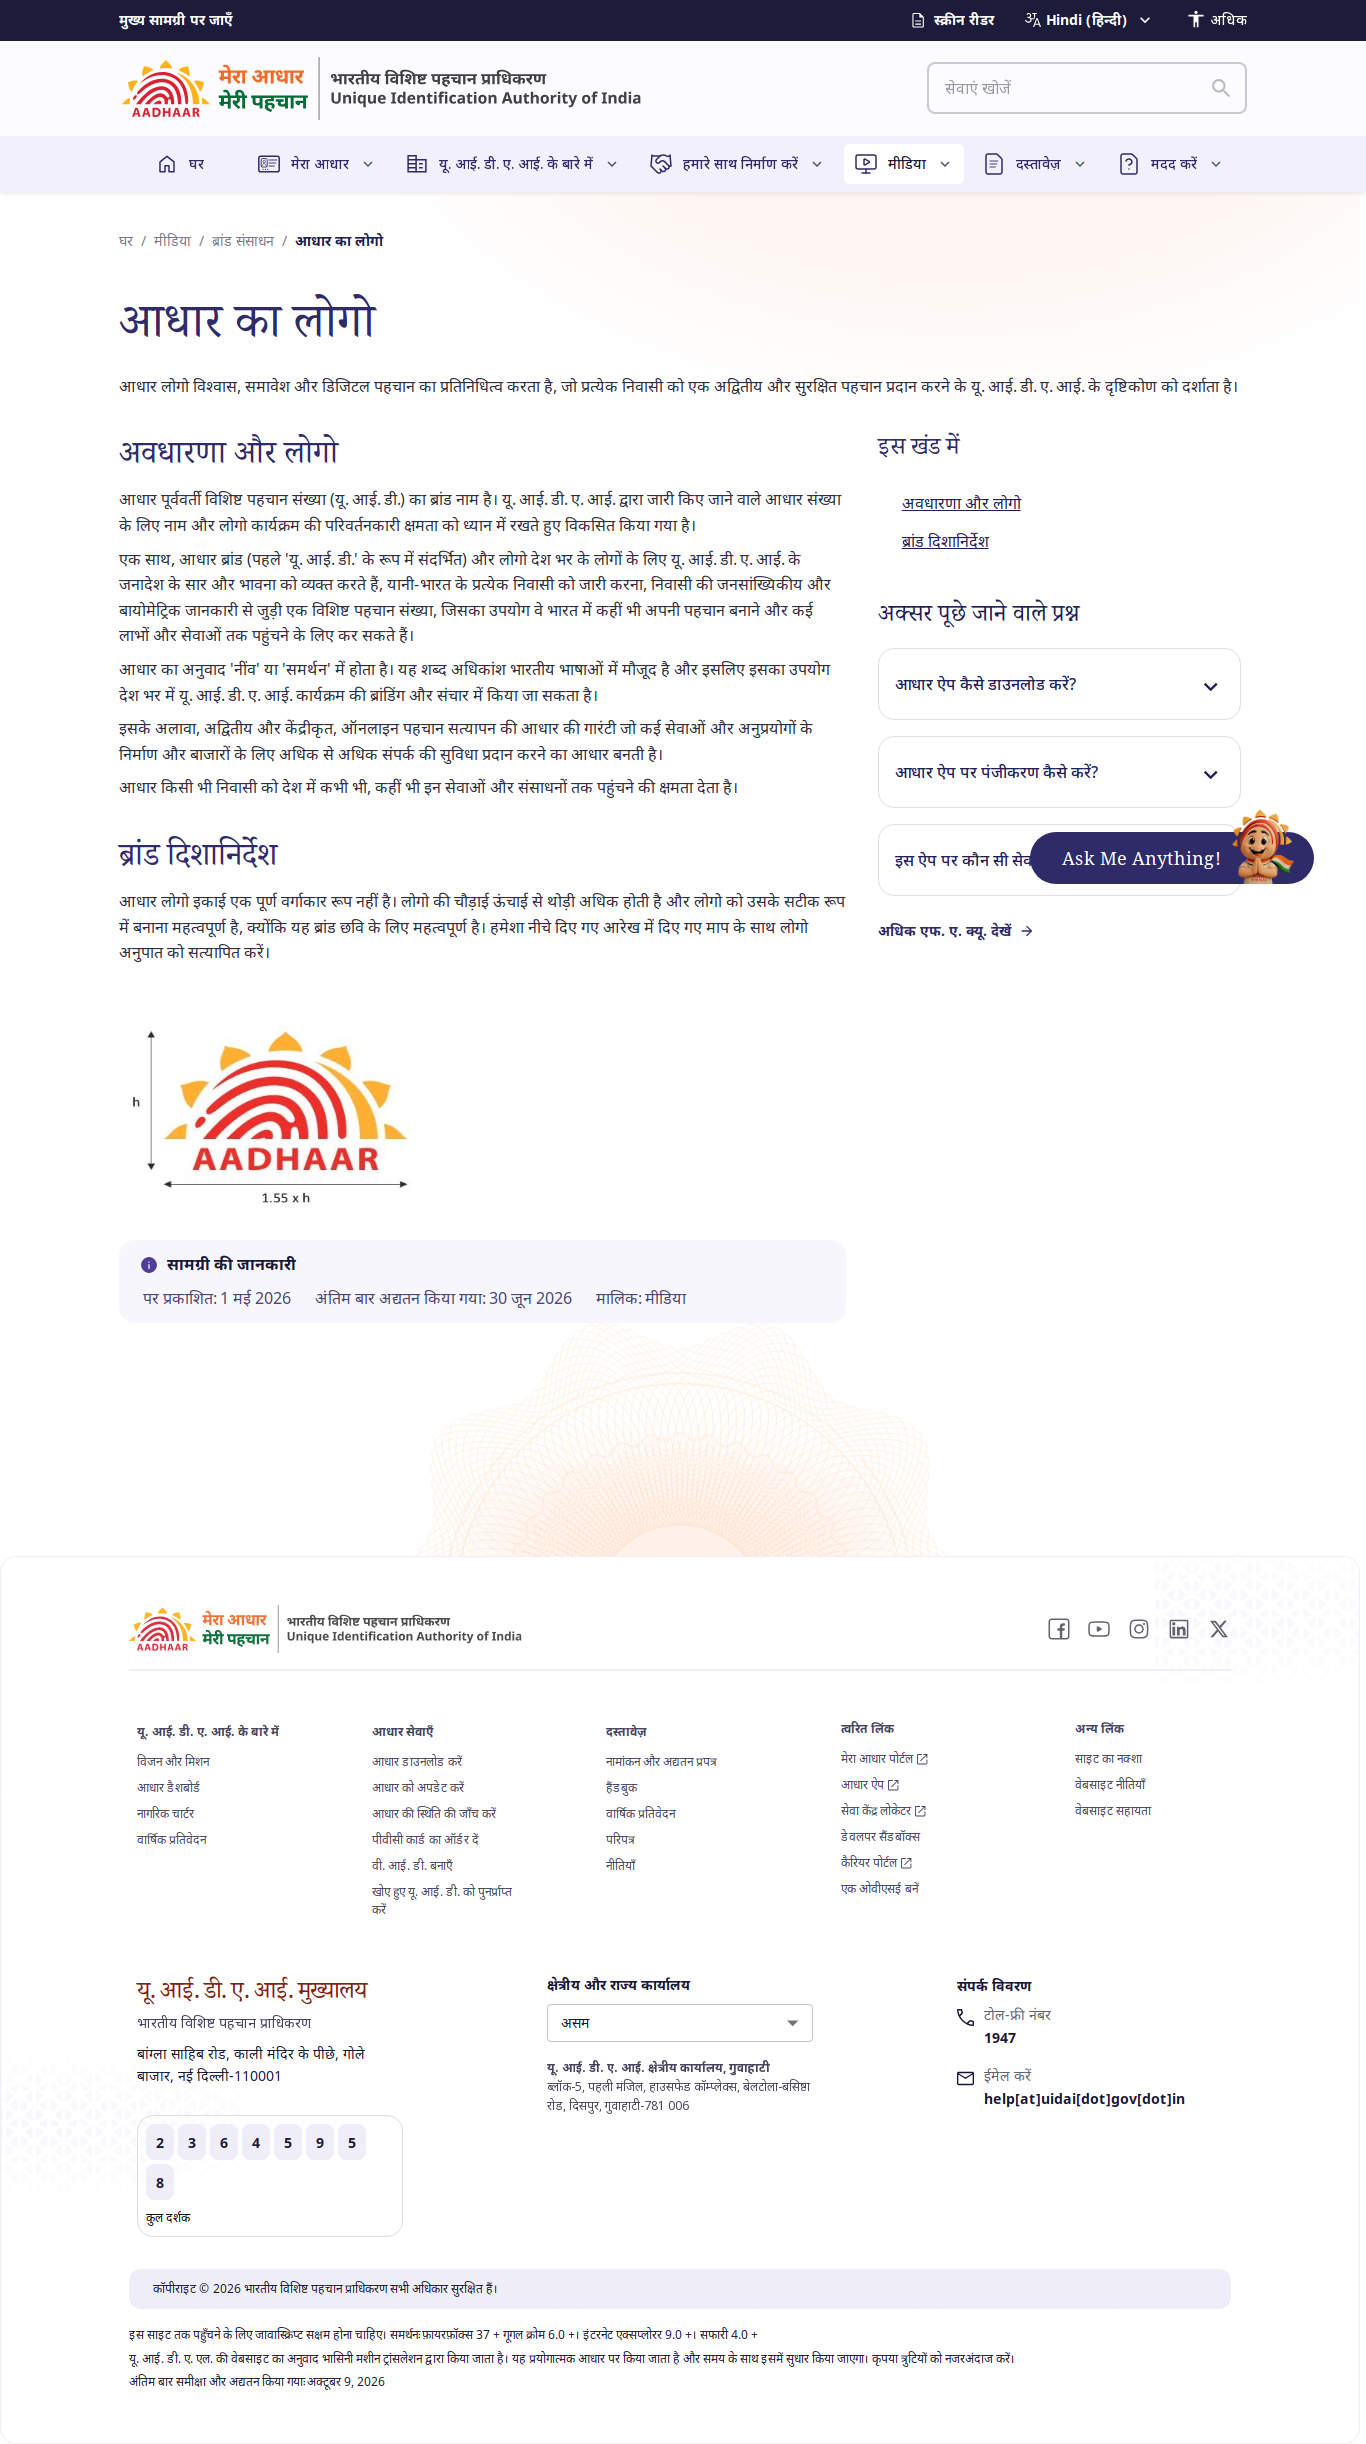 मुख्य सामग्री पर जाएँ
स्क्रीन रीडर
Hindi (हिन्दी)
अधिक
AADHAAR
मेरा आधार
मेरी पहचान
भारतीय विशिष्ट पहचान प्राधिकरण
Unique Identification Authority of India
सेवाएं खोजें
घर
मेरा आधार
यू. आई. डी. ए. आई. के बारे में
हमारे साथ निर्माण करें
मीडिया
दस्तावेज़
मदद करें
घर / मीडिया / ब्रांड संसाधन / आधार का लोगो
आधार का लोगो
आधार लोगो विश्वास, समावेश और डिजिटल पहचान का प्रतिनिधित्व करता है, जो प्रत्येक निवासी को एक अद्वितीय और सुरक्षित पहचान प्रदान करने के यू. आई. डी. ए. आई. के दृष्टिकोण को दर्शाता है।
अवधारणा और लोगो
आधार पूर्ववर्ती विशिष्ट पहचान संख्या (यू. आई. डी.) का ब्रांड नाम है। यू. आई. डी. ए. आई. द्वारा जारी किए जाने वाले आधार संख्या
के लिए नाम और लोगो कार्यक्रम की परिवर्तनकारी क्षमता को ध्यान में रखते हुए विकसित किया गया है।
एक साथ, आधार ब्रांड (पहले 'यू. आई. डी.' के रूप में संदर्भित) और लोगो देश भर के लोगों के लिए यू. आई. डी. ए. आई. के
जनादेश के सार और भावना को व्यक्त करते हैं, यानी-भारत के प्रत्येक निवासी को जारी करना, निवासी की जनसांख्यिकीय और
बायोमेट्रिक जानकारी से जुड़ी एक विशिष्ट पहचान संख्या, जिसका उपयोग वे भारत में कहीं भी अपनी पहचान बनाने और कई
लाभों और सेवाओं तक पहुंचने के लिए कर सकते हैं।
आधार का अनुवाद 'नींव' या 'समर्थन' में होता है। यह शब्द अधिकांश भारतीय भाषाओं में मौजूद है और इसलिए इसका उपयोग
देश भर में यू. आई. डी. ए. आई. कार्यक्रम की ब्रांडिंग और संचार में किया जा सकता है।
इसके अलावा, अद्वितीय और केंद्रीकृत, ऑनलाइन पहचान सत्यापन की आधार की गारंटी जो कई सेवाओं और अनुप्रयोगों के
निर्माण और बाजारों के लिए अधिक से अधिक संपर्क की सुविधा प्रदान करने का आधार बनती है।
आधार किसी भी निवासी को देश में कभी भी, कहीं भी इन सेवाओं और संसाधनों तक पहुंचने की क्षमता देता है।
ब्रांड दिशानिर्देश
आधार लोगो इकाई एक पूर्ण वर्गाकार रूप नहीं है। लोगो की चौड़ाई ऊंचाई से थोड़ी अधिक होती है और लोगो को उसके सटीक रूप
में बनाना महत्वपूर्ण है, क्योंकि यह ब्रांड छवि के लिए महत्वपूर्ण है। हमेशा नीचे दिए गए आरेख में दिए गए माप के साथ लोगो
अनुपात को सत्यापित करें।
h
AADHAAR
1.55 x h
सामग्री की जानकारी
पर प्रकाशित: 1 मई 2026 अंतिम बार अद्यतन किया गया: 30 जून 2026 मालिक: मीडिया
इस खंड में
अवधारणा और लोगो
ब्रांड दिशानिर्देश
अक्सर पूछे जाने वाले प्रश्न
आधार ऐप कैसे डाउनलोड करें?
आधार ऐप पर पंजीकरण कैसे करें?
इस ऐप पर कौन सी
Ask Me Anything!
अधिक एफ. ए. क्यू. देखें
AADHAAR
मेरा आधार
मेरी पहचान
भारतीय विशिष्ट पहचान प्राधिकरण
Unique Identification Authority of India
यू. आई. डी. ए. आई. के बारे में
विजन और मिशन
आधार डैशबोर्ड
नागरिक चार्टर
वार्षिक प्रतिवेदन
आधार सेवाएँ
आधार डाउनलोड करें
आधार को अपडेट करें
आधार की स्थिति की जाँच करें
पीवीसी कार्ड का ऑर्डर दें
वी. आई. डी. बनाएँ
खोए हुए यू. आई. डी. को पुनर्प्राप्त
करें
दस्तावेज़
नामांकन और अद्यतन प्रपत्र
हैंडबुक
वार्षिक प्रतिवेदन
परिपत्र
नीतियाँ
त्वरित लिंक
मेरा आधार पोर्टल
आधार ऐप
सेवा केंद्र लोकेटर
डेवलपर सैंडबॉक्स
कैरियर पोर्टल
एक ओवीएसई बनें
अन्य लिंक
साइट का नक्शा
वेबसाइट नीतियाँ
वेबसाइट सहायता
यू. आई. डी. ए. आई. मुख्यालय
भारतीय विशिष्ट पहचान प्राधिकरण
बांग्ला साहिब रोड, काली मंदिर के पीछे, गोले
बाजार, नई दिल्ली-110001
2 3 6 4 5 9 5
8
कुल दर्शक
क्षेत्रीय और राज्य कार्यालय
असम
यू. आई. डी. ए. आई. क्षेत्रीय कार्यालय, गुवाहाटी
ब्लॉक-5, पहली मंजिल, हाउसफेड कॉम्प्लेक्स, बेलटोला-बसिष्ठा
रोड, दिसपुर, गुवाहाटी-781 006
संपर्क विवरण
टोल-फ्री नंबर
1947
ईमेल करें
help[at]uidai[dot]gov[dot]in
कॉपीराइट © 2026 भारतीय विशिष्ट पहचान प्राधिकरण सभी अधिकार सुरक्षित हैं।
इस साइट तक पहुँचने के लिए जावास्क्रिप्ट सक्षम होना चाहिए। समर्थनः फ़ायरफ़ॉक्स 37 + गूगल क्रोम 6.0 +। इंटरनेट एक्सप्लोरर 9.0 +। सफारी 4.0 +
यू. आई. डी. ए. एल. की वेबसाइट का अनुवाद भासिनी मशीन ट्रांसलेशन द्वारा किया जाता है। यह प्रयोगात्मक आधार पर किया जाता है और समय के साथ इसमें सुधार किया जाएगा। कृपया त्रुटियों को नजरअंदाज करें।
अंतिम बार समीक्षा और अद्यतन किया गयाः अक्टूबर 9, 2026